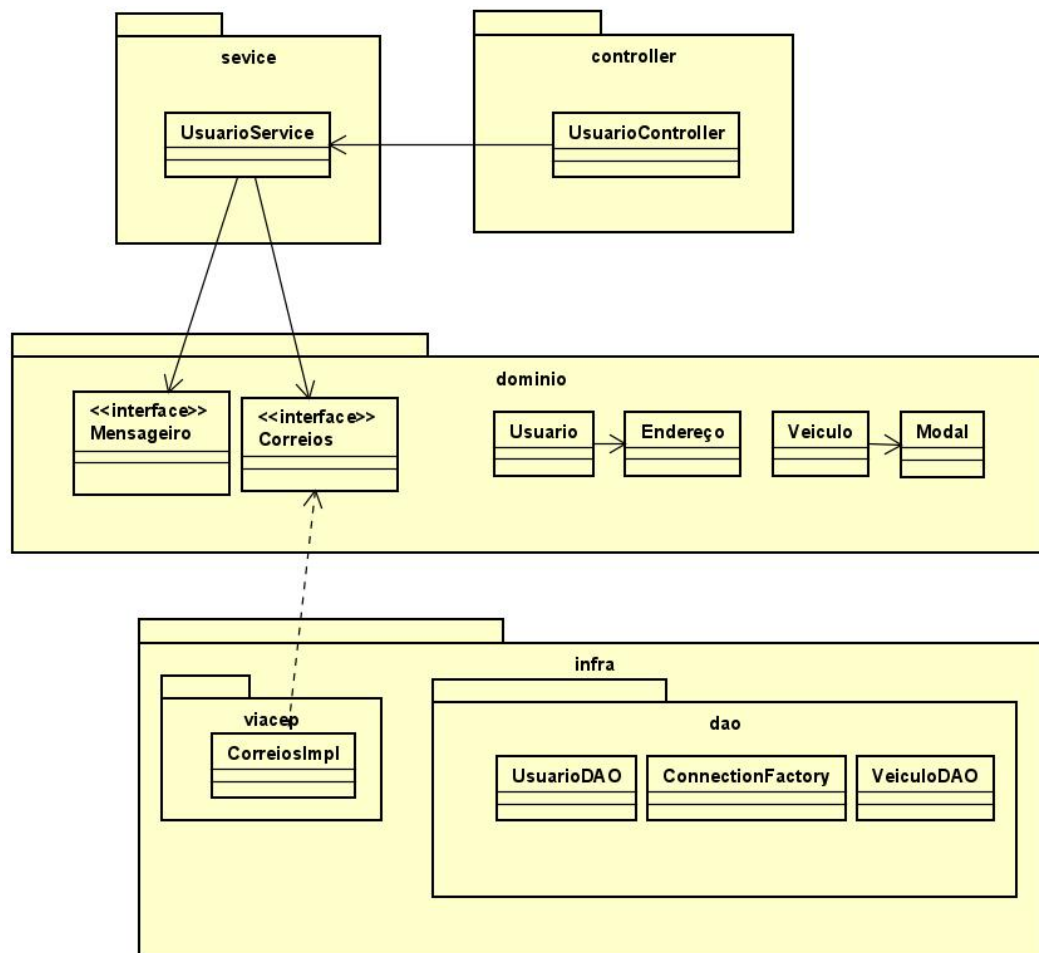 sevice
controller
UsuarioService
UsuarioController
dominio
<<interface>>
Mensageiro
<<interface>>
Correios
Usuario
Endereço
Veiculo
Modal
infra
viacep
CorreiosImpl
dao
UsuarioDAO
ConnectionFactory
VeiculoDAO